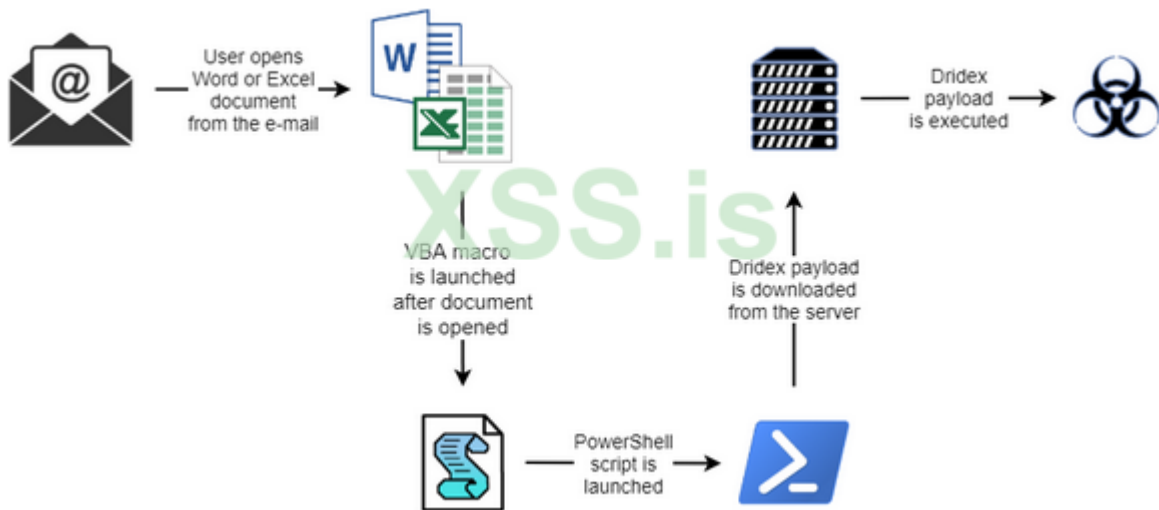 User opens
Word or Excel
document
from the e-mail
W
X
Dridex
payload
is executed
XSS.is
VBA macro
is launched
after document
is opened
Dridex payload
is downloaded
from the server
PowerShell
script is
launched